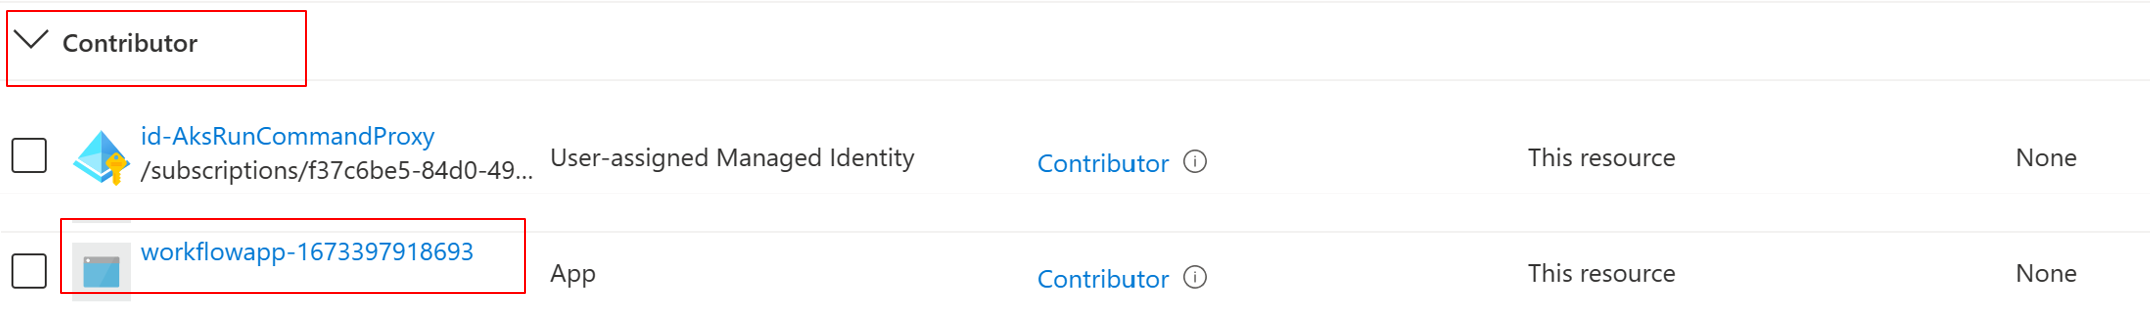 Contributor
id-AksRunCommandProxy
/subscriptions/f37c6be5-84d0-49...
User-assigned Managed Identity
Contributor
This resource
None
workflowapp-1673397918693
App
Contributor
This resource
None